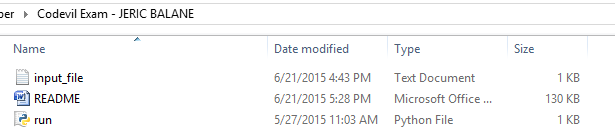 per Codevil Exam - JERIC BALANE
Name Date modified Type Size
input_file 6/21/2015 4:43 PM Text Document 1 KB
README 6/21/2015 5:28 PM Microsoft Office ... 130 KB
run 5/27/2015 11:03 AM Python File 1 KB